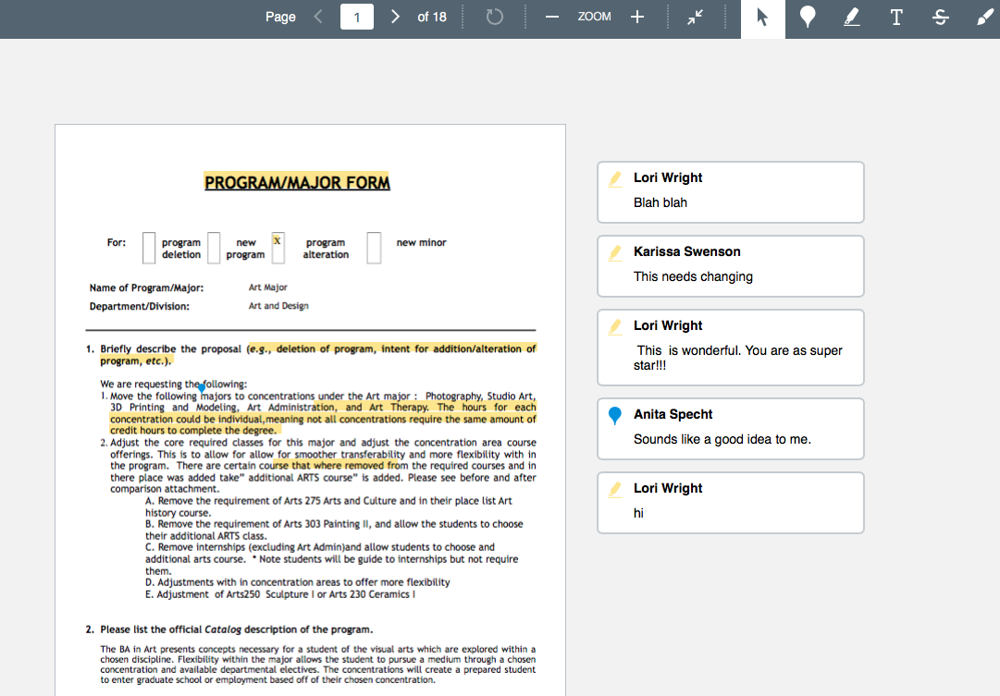 Page 1 of 18 ZOOM
PROGRAM/MAJOR FORM
For: program deletion new program X program alteration new minor
Name of Program/Major: Art Major
Department/Division: Art and Design
1. Briefly describe the proposal (e.g., deletion of program, intent for addition/alteration of
program, etc.).
We are requesting the following:
1. Move the following majors to concentrations under the Art major : Photography, Studio Art,
3D Printing and Modeling, Art Administration, and Art Therapy. The hours for each
concentration could be individual,meaning not all concentrations require the same amount of
credit hours to complete the degree.
2. Adjust the core required classes for this major and adjust the concentration area course
offerings. This is to allow for allow for smoother transferability and more flexibility with in
the program. There are certain course that where removed from the required courses and in
there place was added take” additional ARTS course” is added. Please see before and after
comparison attachment.
A. Remove the requirement of Arts 275 Arts and Culture and in their place list Art
history course.
B. Remove the requirement of Arts 303 Painting II, and allow the students to choose
their additional ARTS class.
C. Remove internships (excluding Art Admin)and allow students to choose and
additional arts course. * Note students will be guide to internships but not require
them.
D. Adjustments with in concentration areas to offer more flexibility
E. Adjustment of Arts250 Sculpture I or Arts 230 Ceramics I
2. Please list the official Catalog description of the program.
The BA in Art presents concepts necessary for a student of the visual arts which are explored within a
chosen discipline. Flexibility within the major allows the student to pursue a medium through a chosen
concentration and available departmental electives. The concentrations will create a prepared student
to enter graduate school or employment based off of their chosen concentration.
Lori Wright
Blah blah
Karissa Swenson
This needs changing
Lori Wright
This is wonderful. You are as super
star!!!
Anita Specht
Sounds like a good idea to me.
Lori Wright
hi